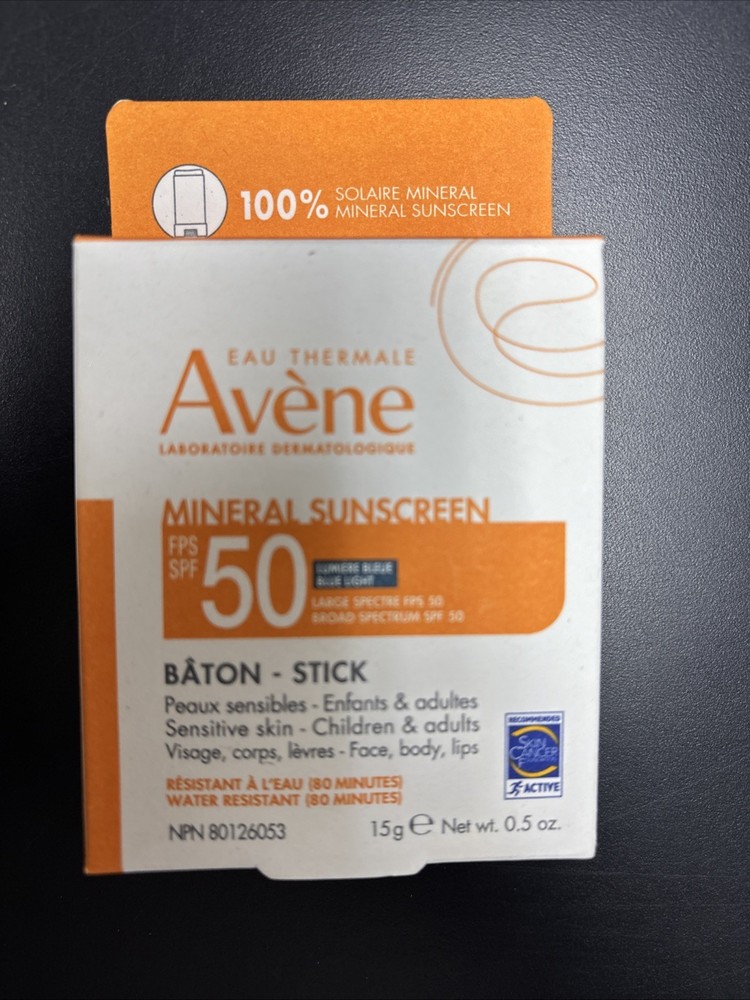 100% SOLAIRE MINERAL
MINERAL SUNSCREEN
EAU THERMALE
Avène
LABORATOIRE DERMATOLOGIQUE
MINERAL SUNSCREEN
FPS
SPF
50
LUMIÈRE BLEUE
BLUE LIGHT
LARGE SPECTRE FPS 50
BROAD SPECTRUM SPF 50
BÂTON - STICK
Peaux sensibles - Enfants & adultes
Sensitive skin - Children & adults
Visage, corps, lèvres - Face, body, lips
RÉSISTANT À L'EAU (80 MINUTES)
WATER RESISTANT (80 MINUTES)
RECOMMENDED
SKIN
CANCER
FOUNDATION
ACTIVE
NPN 80126053
15g e Net wt. 0.5 oz.